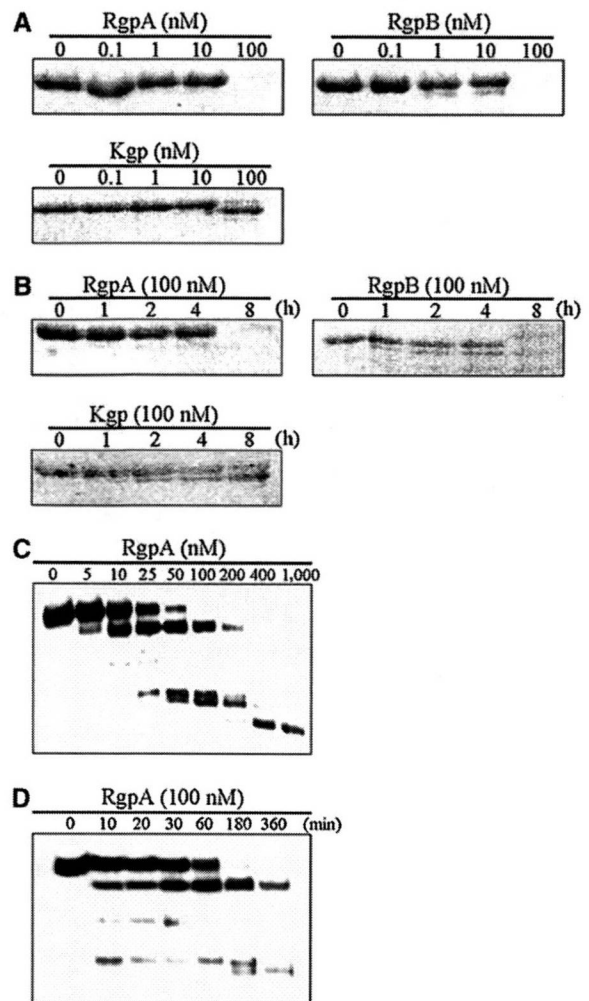 A
RgpA (nM)
0 0.1 1 10 100
RgpB (nM)
0 0.1 1 10 100
Kgp (nM)
0 0.1 1 10 100
B
RgpA (100 nM)
0 1 2 4 8 (h)
RgpB (100 nM)
0 1 2 4 8 (h)
Kgp (100 nM)
0 1 2 4 8 (h)
C
RgpA (nM)
0 5 10 25 50 100 200 400 1,000
D
RgpA (100 nM)
0 10 20 30 60 180 360 (min)